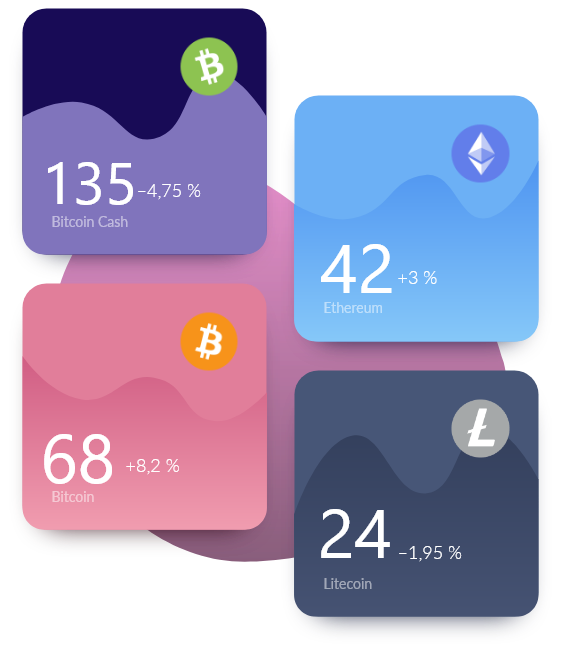 135 –4,75 %
Bitcoin Cash
42 +3 %
Ethereum
68 +8,2 %
Bitcoin
24 –1,95 %
Litecoin